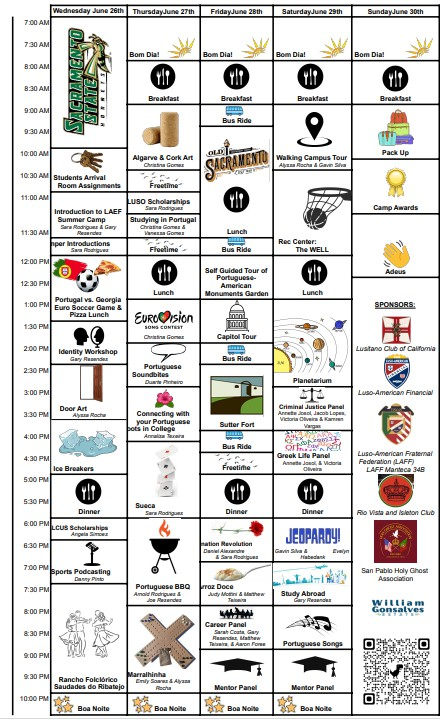 Wednesday June 26th
ThursdayJune 27th
FridayJune 28th
SaturdayJune 29th
SundayJune 30th
7:00 AM
7:30 AM
8:00 AM
8:30 AM
9:00 AM
9:30 AM
10:00 AM
10:30 AM
11:00 AM
11:30 AM
12:00 PM
12:30 PM
1:00 PM
1:30 PM
2:00 PM
2:30 PM
3:00 PM
3:30 PM
4:00 PM
4:30 PM
5:00 PM
5:30 PM
6:00 PM
6:30 PM
7:00 PM
7:30 PM
8:00 PM
8:30 PM
9:00 PM
9:30 PM
10:00 PM
SACRAMENTO
STATE
HORNETS
Students Arrival
Room Assignments
Introduction to LAEF
Summer Camp
Sara Rodrigues & Gary
Resendes
mper Introductions
Sara Rodrigues
Portugal vs. Georgia
Euro Soccer Game &
Pizza Lunch
Identity Workshop
Gary Resendes
Door Art
Alyssa Rocha
Ice Breakers
Dinner
LCUS Scholarships
Angela Simoes
Sports Podcasting
Danny Pinto
Rancho Folclórico
Saudades do Ribatejo
Boa Noite
Bom Dia!
Breakfast
Algarve & Cork Art
Christina Gomes
Freetime
LUSO Scholarships
Sara Rodrigues
Studying in Portugal
Christina Gomes &
Vanessa Gomes
Freetime
Sara Rodrigues
Lunch
EUROVISION
SONG CONTEST
Christina Gomes
Portuguese
Soundbites
Duarte Pinheiro
Connecting with
your Portuguese
oots in College
Annalisa Texeira
Sueca
Sara Rodrigues
Dinner
Portuguese BBQ
Arnold Rodrigues &
Joe Resendes
Marralhinha
Emily Soares & Alyssa
Rocha
Boa Noite
Bom Dia!
Breakfast
Bus Ride
OLD
SACRAMENTO
Lunch
Bus Ride
Self Guided Tour of
Portuguese-
American
Monuments Garden
Capitol Tour
Bus Ride
Sutter Fort
Bus Ride
Freetime
Dinner
nation Revolution
Daniel Alexandre
& Sara Rodrigues
rroz Doce
Judy Mottini & Matthew
Teixeira
Career Panel
Sarah Costa, Gary
Resendes, Matthew
Teixeira, & Aaron Fores
Mentor Panel
Boa Noite
Bom Dia!
Breakfast
Walking Campus Tour
Alyssa Rocha & Gavin Silva
Rec Center:
The WELL
Lunch
Planetarium
Criminal Justice Panel
Annette Josol, Jacob Lopes,
Victoria Oliveira & Kamren
Vargas
Greek Life Panel
Annette Josol, & Victoria
Oliveira
Dinner
JEOPARDY!
Gavin Silva & Evelyn
Habedank
Study Abroad
Gary Resendes
Portuguese Songs
Mentor Panel
Boa Noite
Bom Dia!
Breakfast
Pack Up
Camp Awards
Adeus
SPONSORS:
Lusitano Club of California
Luso-American Financial
Luso-American Fraternal
Federation (LAFF)
LAFF Manteca 34B
Rio Vista and Isleton Club
San Pablo Holy Ghost
Association
William
Gonsalves
ESTATE